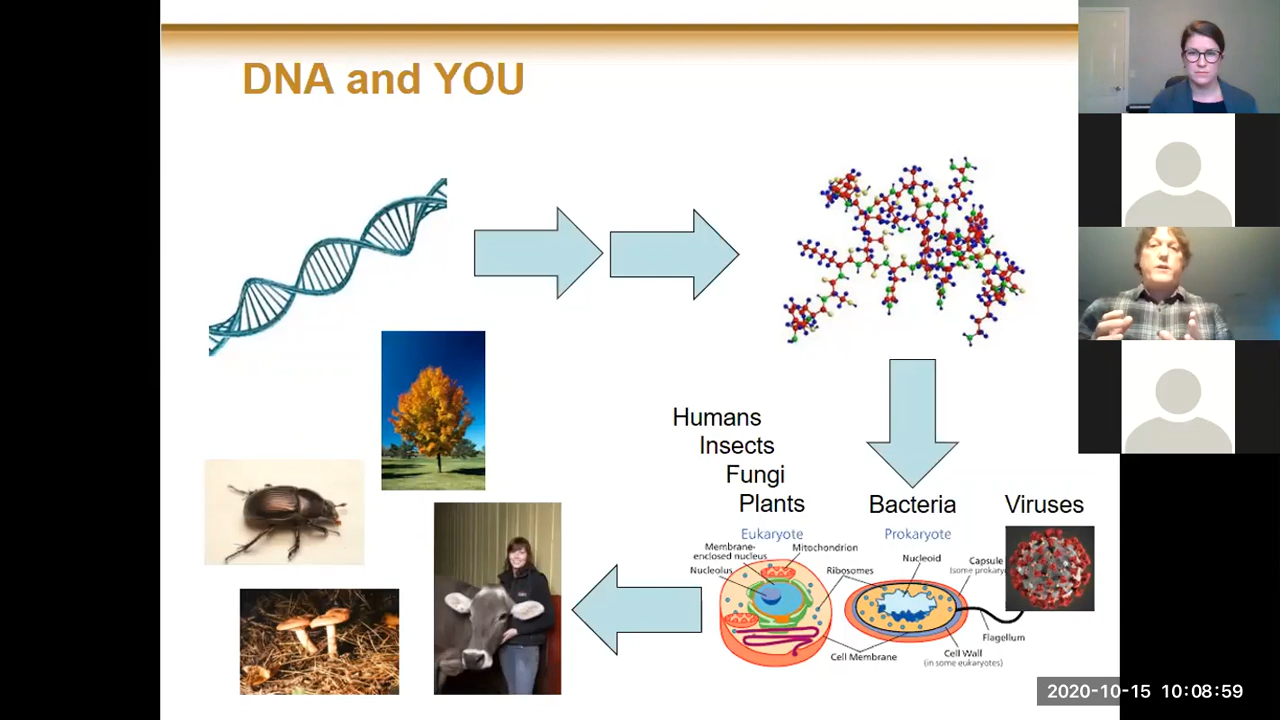 DNA and YOU
Humans
Insects
Fungi
Plants
Bacteria
Viruses
Eukaryote
Prokaryote
Membrane-
enclosed nucleus
Mitochondrion
Nucleolus
Ribosomes
Nucleoid
Capsule
(some prokary
Flagellum
Cell Membrane
Cell Wall
(in some eukaryotes)
2020-10-15 10:08:59